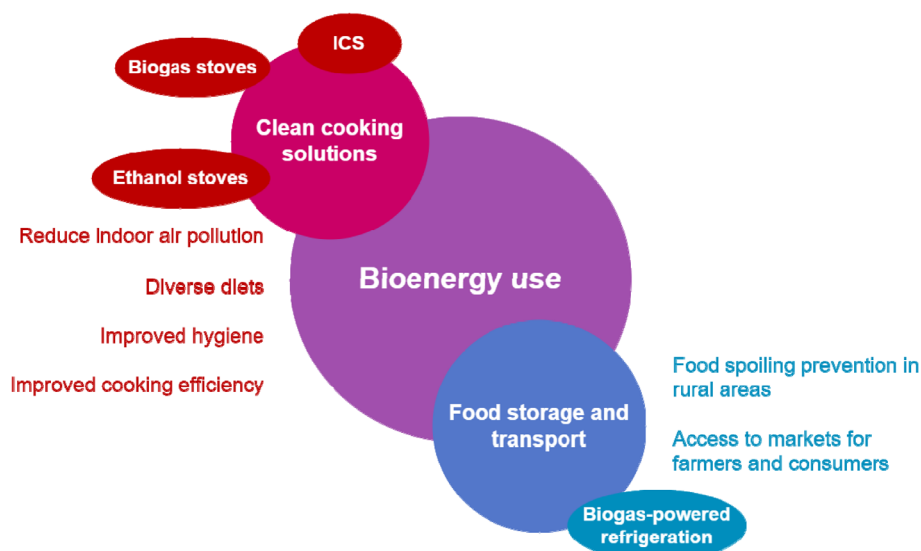 ICS
Biogas stoves
Clean cooking
solutions
Ethanol stoves
Reduce indoor air pollution
Diverse diets
Improved hygiene
Improved cooking efficiency
Bioenergy use
Food storage and
transport
Food spoiling prevention in
rural areas
Access to markets for
farmers and consumers
Biogas-powered
refrigeration